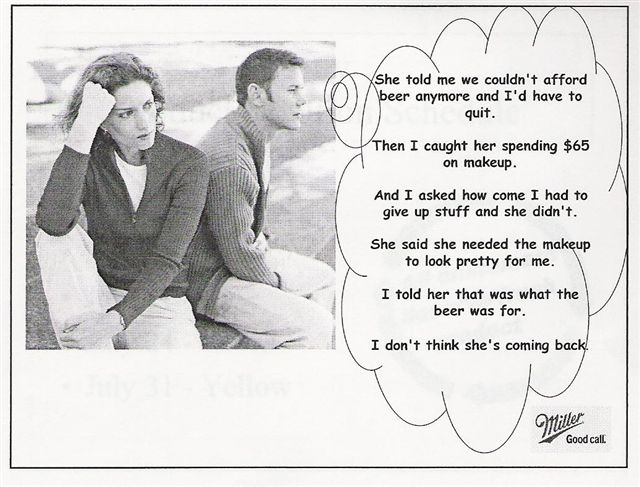 She told me we couldn't afford
beer anymore and I'd have to
quit.
Then I caught her spending $65
on makeup.
And I asked how come I had to
give up stuff and she didn't.
She said she needed the makeup
to look pretty for me.
I told her that was what the
beer was for.
I don't think she's coming back.
Miller
Good call.
July 31 - Yellow